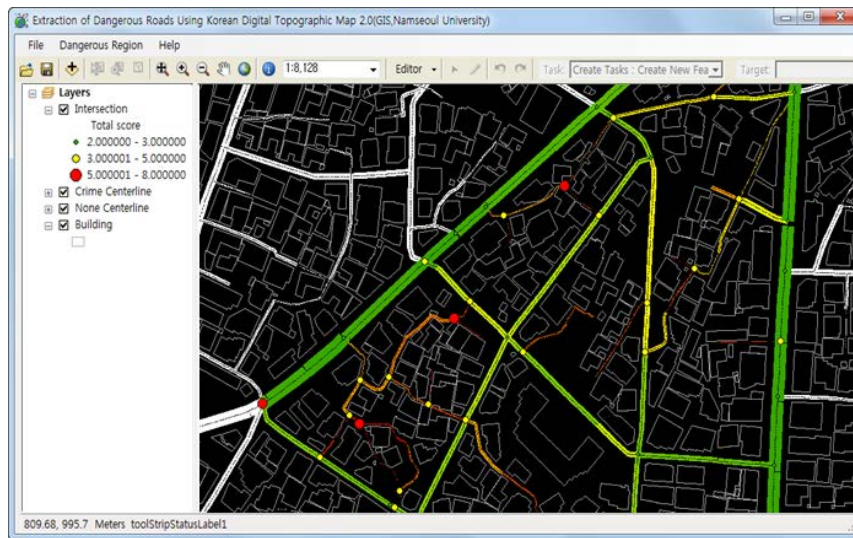 Extraction of Dangerous Roads Using Korean Digital Topographic Map 2.0(GIS,Namseoul University)
File Dangerous Region Help
1:8,128 Editor Task: Create Tasks : Create New Fea Target:
Layers
Intersection
Total score
2.000000 - 3.000000
3.000001 - 5.000000
5.000001 - 8.000000
Crime Centerline
None Centerline
Building
809.68, 995.7 Meters toolStripStatusLabel1